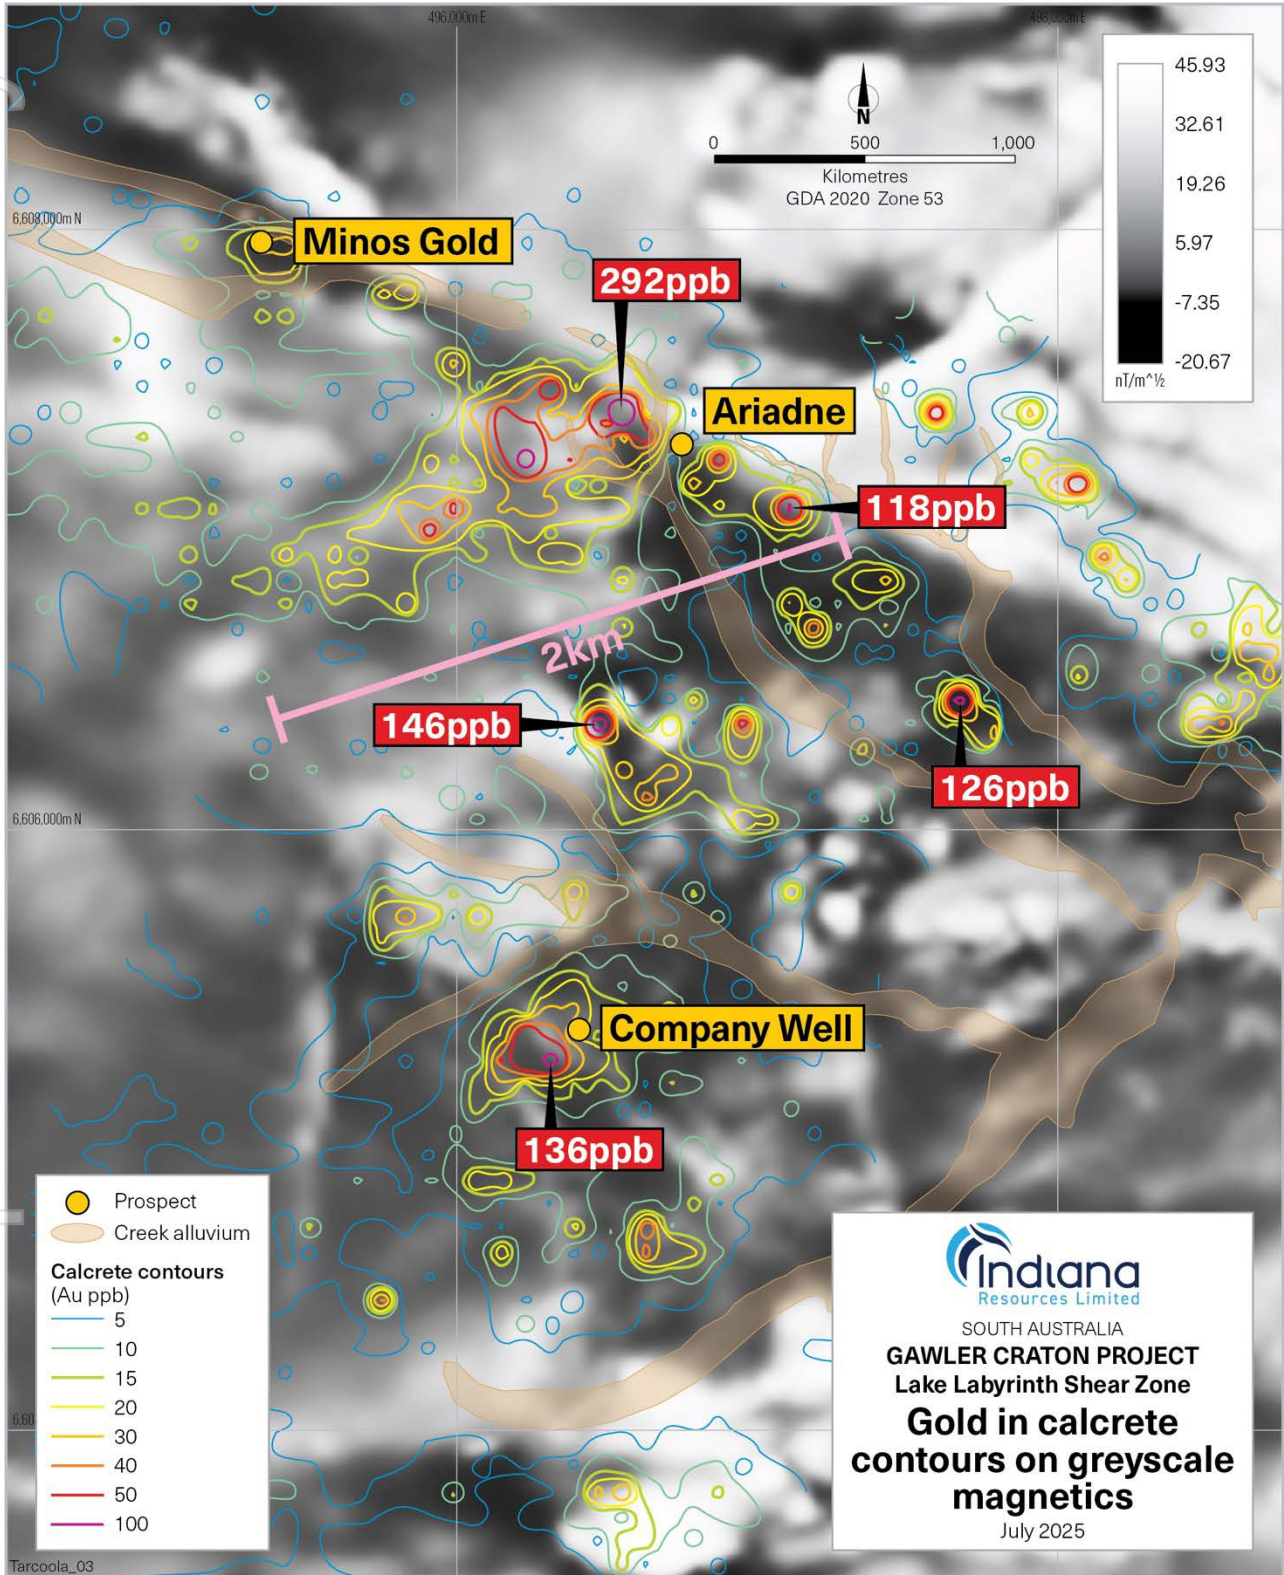 496,000m E
498,000m E
45.93
32.61
19.26
5.97
-7.35
-20.67
nT/m^½
N
0 500 1,000
Kilometres
GDA 2020 Zone 53
6,608,000m N
Minos Gold
292ppb
Ariadne
118ppb
2km
146ppb
126ppb
6,606,000m N
Company Well
136ppb
Prospect
Creek alluvium
Calcrete contours
(Au ppb)
5
10
15
20
30
40
50
100
Indiana
Resources Limited
SOUTH AUSTRALIA
GAWLER CRATON PROJECT
Lake Labyrinth Shear Zone
Gold in calcrete
contours on greyscale
magnetics
July 2025
Tarcoola_03